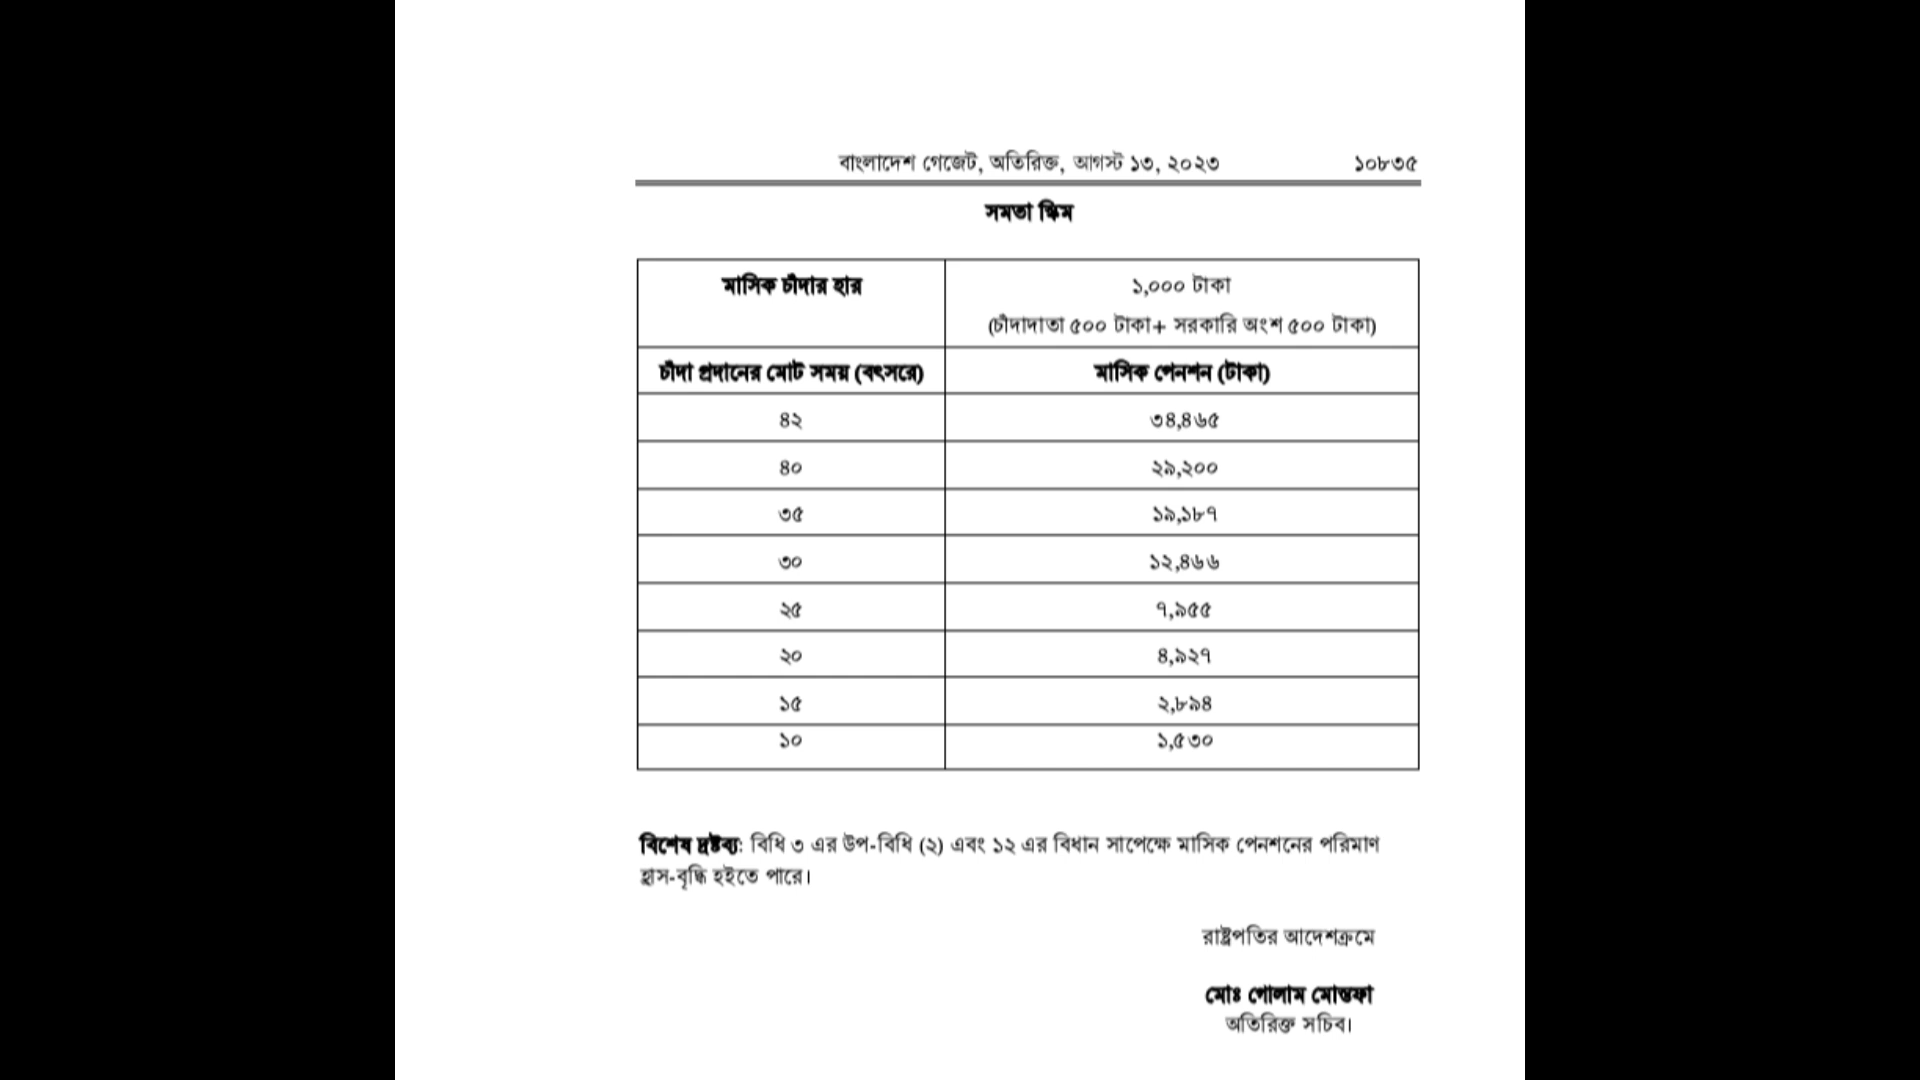 বাংলাদেশ গেজেট, অতিরিক্ত, আগস্ট ১৩, ২০২৩ ১০৮৩৫
সমতা স্কিম
মাসিক চাঁদার হার ১,০০০ টাকা
(চাঁদাদাতা ৫০০ টাকা+ সরকারি অংশ ৫০০ টাকা)
চাঁদা প্রদানের মোট সময় (বৎসরে) মাসিক পেনশন (টাকা)
৪২ ৩৪,৪৬৫
৪০ ২৯,২০০
৩৫ ১৯,১৮৭
৩০ ১২,৪৬৬
২৫ ৭,৯৫৫
২০ ৪,৯২৭
১৫ ২,৮৯৪
১০ ১,৫৩০
বিশেষ দ্রষ্টব্য: বিধি ৩ এর উপ-বিধি (২) এবং ১২ এর বিধান সাপেক্ষে মাসিক পেনশনের পরিমাণ
হ্রাস-বৃদ্ধি হইতে পারে।
রাষ্ট্রপতির আদেশক্রমে
মোঃ গোলাম মোস্তফা
অতিরিক্ত সচিব।